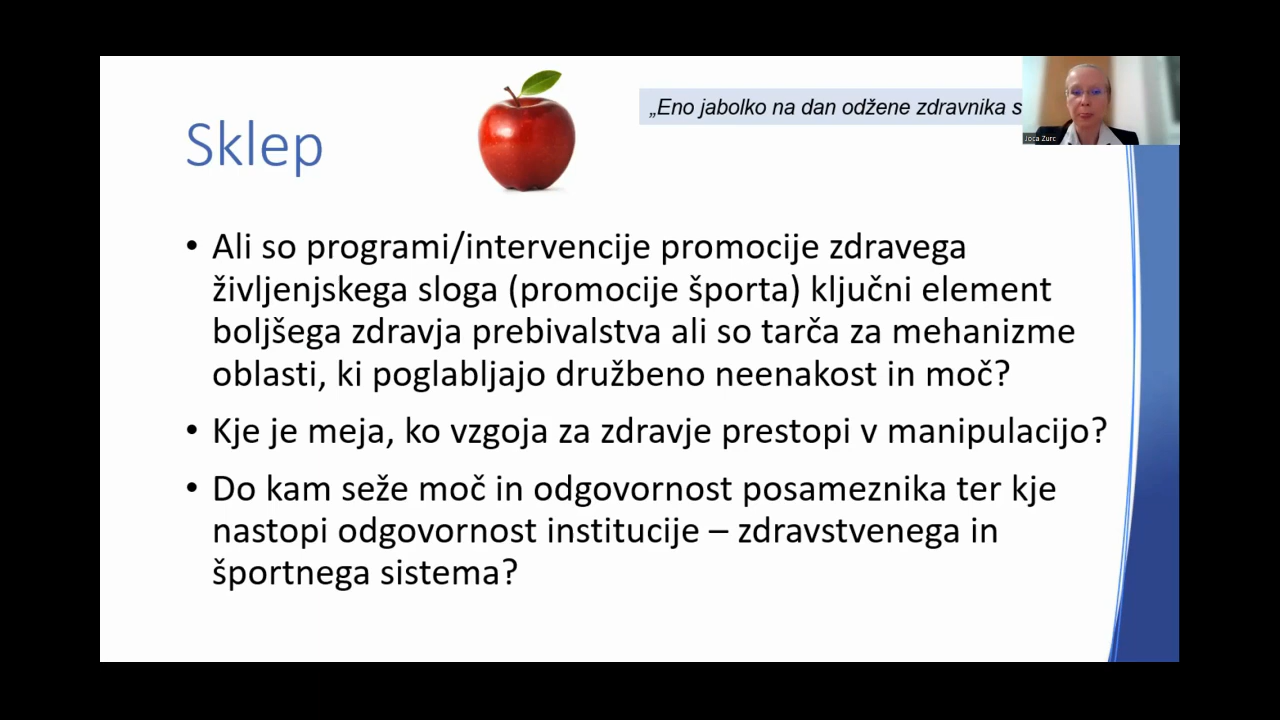 „Eno jabolko na dan odžene zdravnika s
Joca Zurc
Sklep
• Ali so programi/intervencije promocije zdravega
življenjskega sloga (promocije športa) ključni element
boljšega zdravja prebivalstva ali so tarča za mehanizme
oblasti, ki poglabljajo družbeno neenakost in moč?
• Kje je meja, ko vzgoja za zdravje prestopi v manipulacijo?
• Do kam seže moč in odgovornost posameznika ter kje
nastopi odgovornost institucije – zdravstvenega in
športnega sistema?